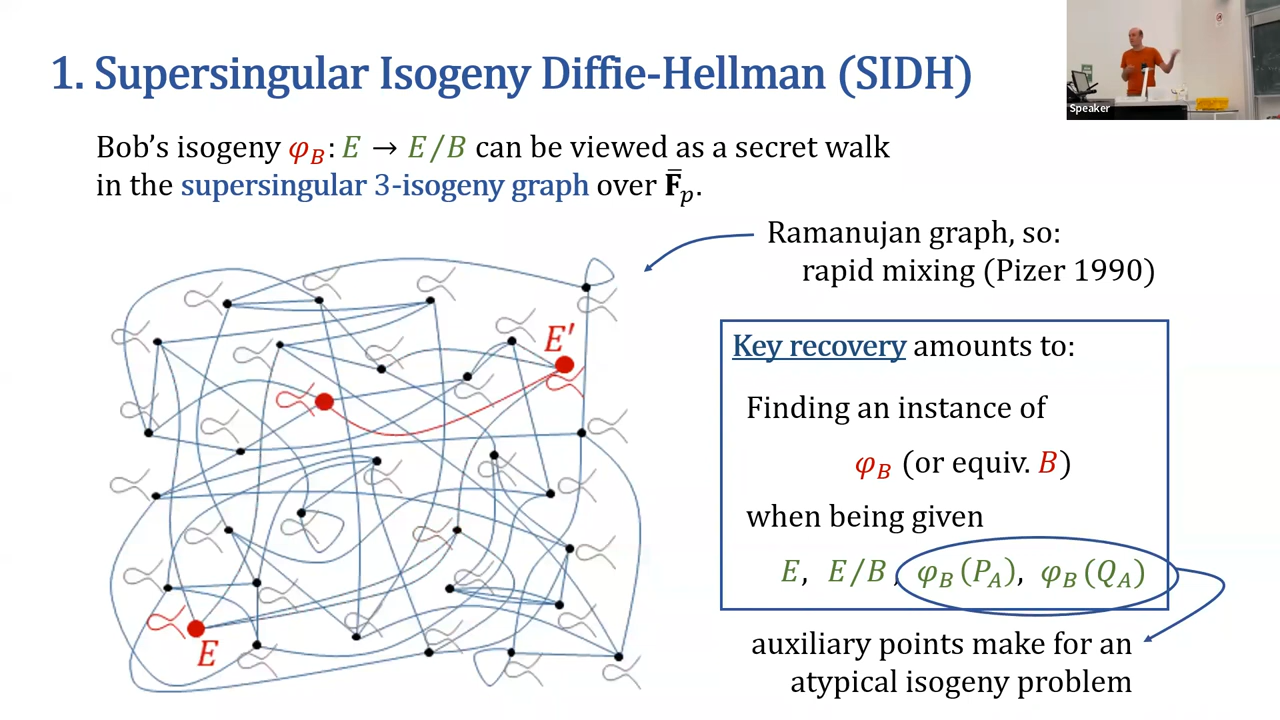 1. Supersingular Isogeny Diffie-Hellman (SIDH)
Speaker
Bob’s isogeny φ_B: E → E/B can be viewed as a secret walk
in the supersingular 3-isogeny graph over F̄_p.
Ramanujan graph, so:
rapid mixing (Pizer 1990)
E′
E
Key recovery amounts to:
Finding an instance of
φ_B (or equiv. B)
when being given
E, E/B, φ_B(P_A), φ_B(Q_A)
auxiliary points make for an
atypical isogeny problem